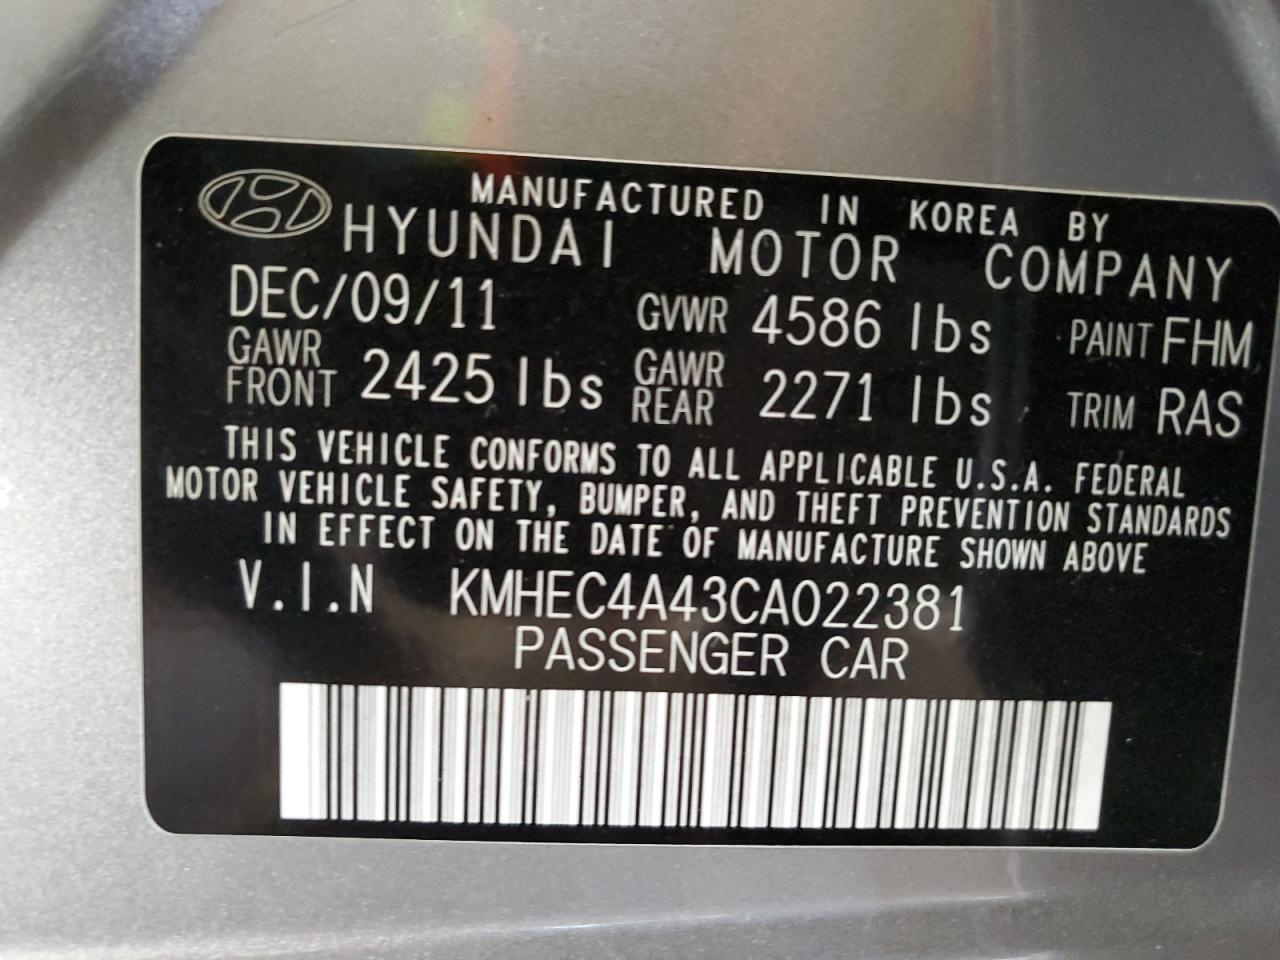 MANUFACTURED IN KOREA BY
HYUNDAI MOTOR COMPANY
DEC/09/11 GVWR 4586 lbs PAINT FHM
GAWR FRONT 2425 lbs GAWR REAR 2271 lbs TRIM RAS
THIS VEHICLE CONFORMS TO ALL APPLICABLE U.S.A. FEDERAL
MOTOR VEHICLE SAFETY, BUMPER, AND THEFT PREVENTION STANDARDS
IN EFFECT ON THE DATE OF MANUFACTURE SHOWN ABOVE
V.I.N KMHEC4A43CA022381
PASSENGER CAR